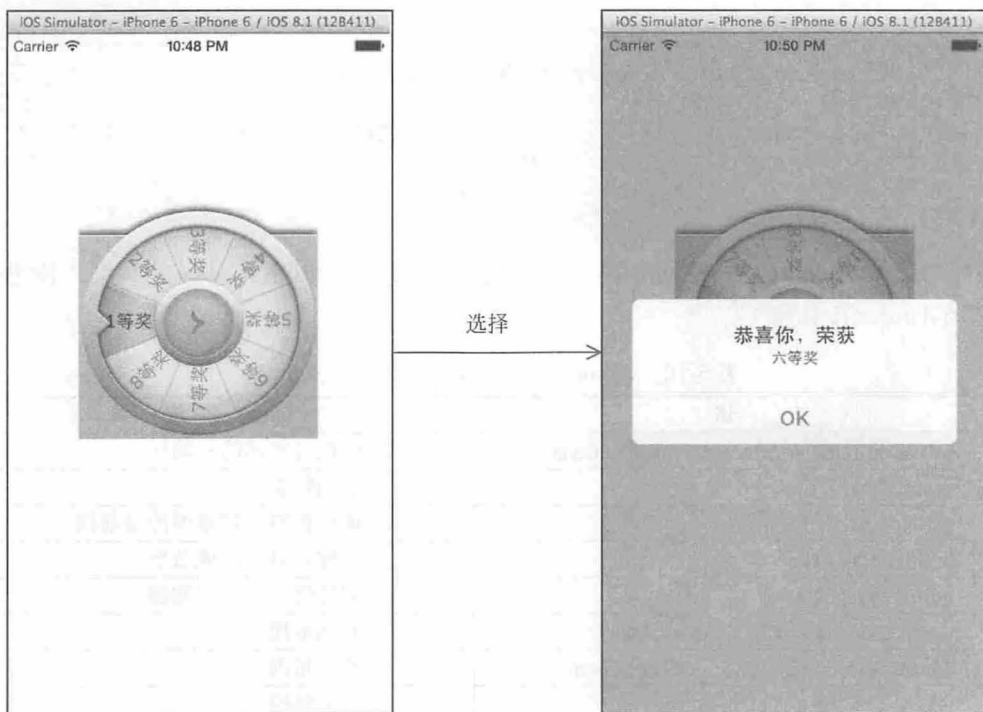 iOS Simulator - iPhone 6 - iPhone 6 / iOS 8.1 (12B411)
Carrier
10:48 PM
1等奖
2等奖
3等奖
4等奖
5等奖
6等奖
7等奖
8等奖
选择
iOS Simulator - iPhone 6 - iPhone 6 / iOS 8.1 (12B411)
Carrier
10:50 PM
恭喜你，荣获
六等奖
OK